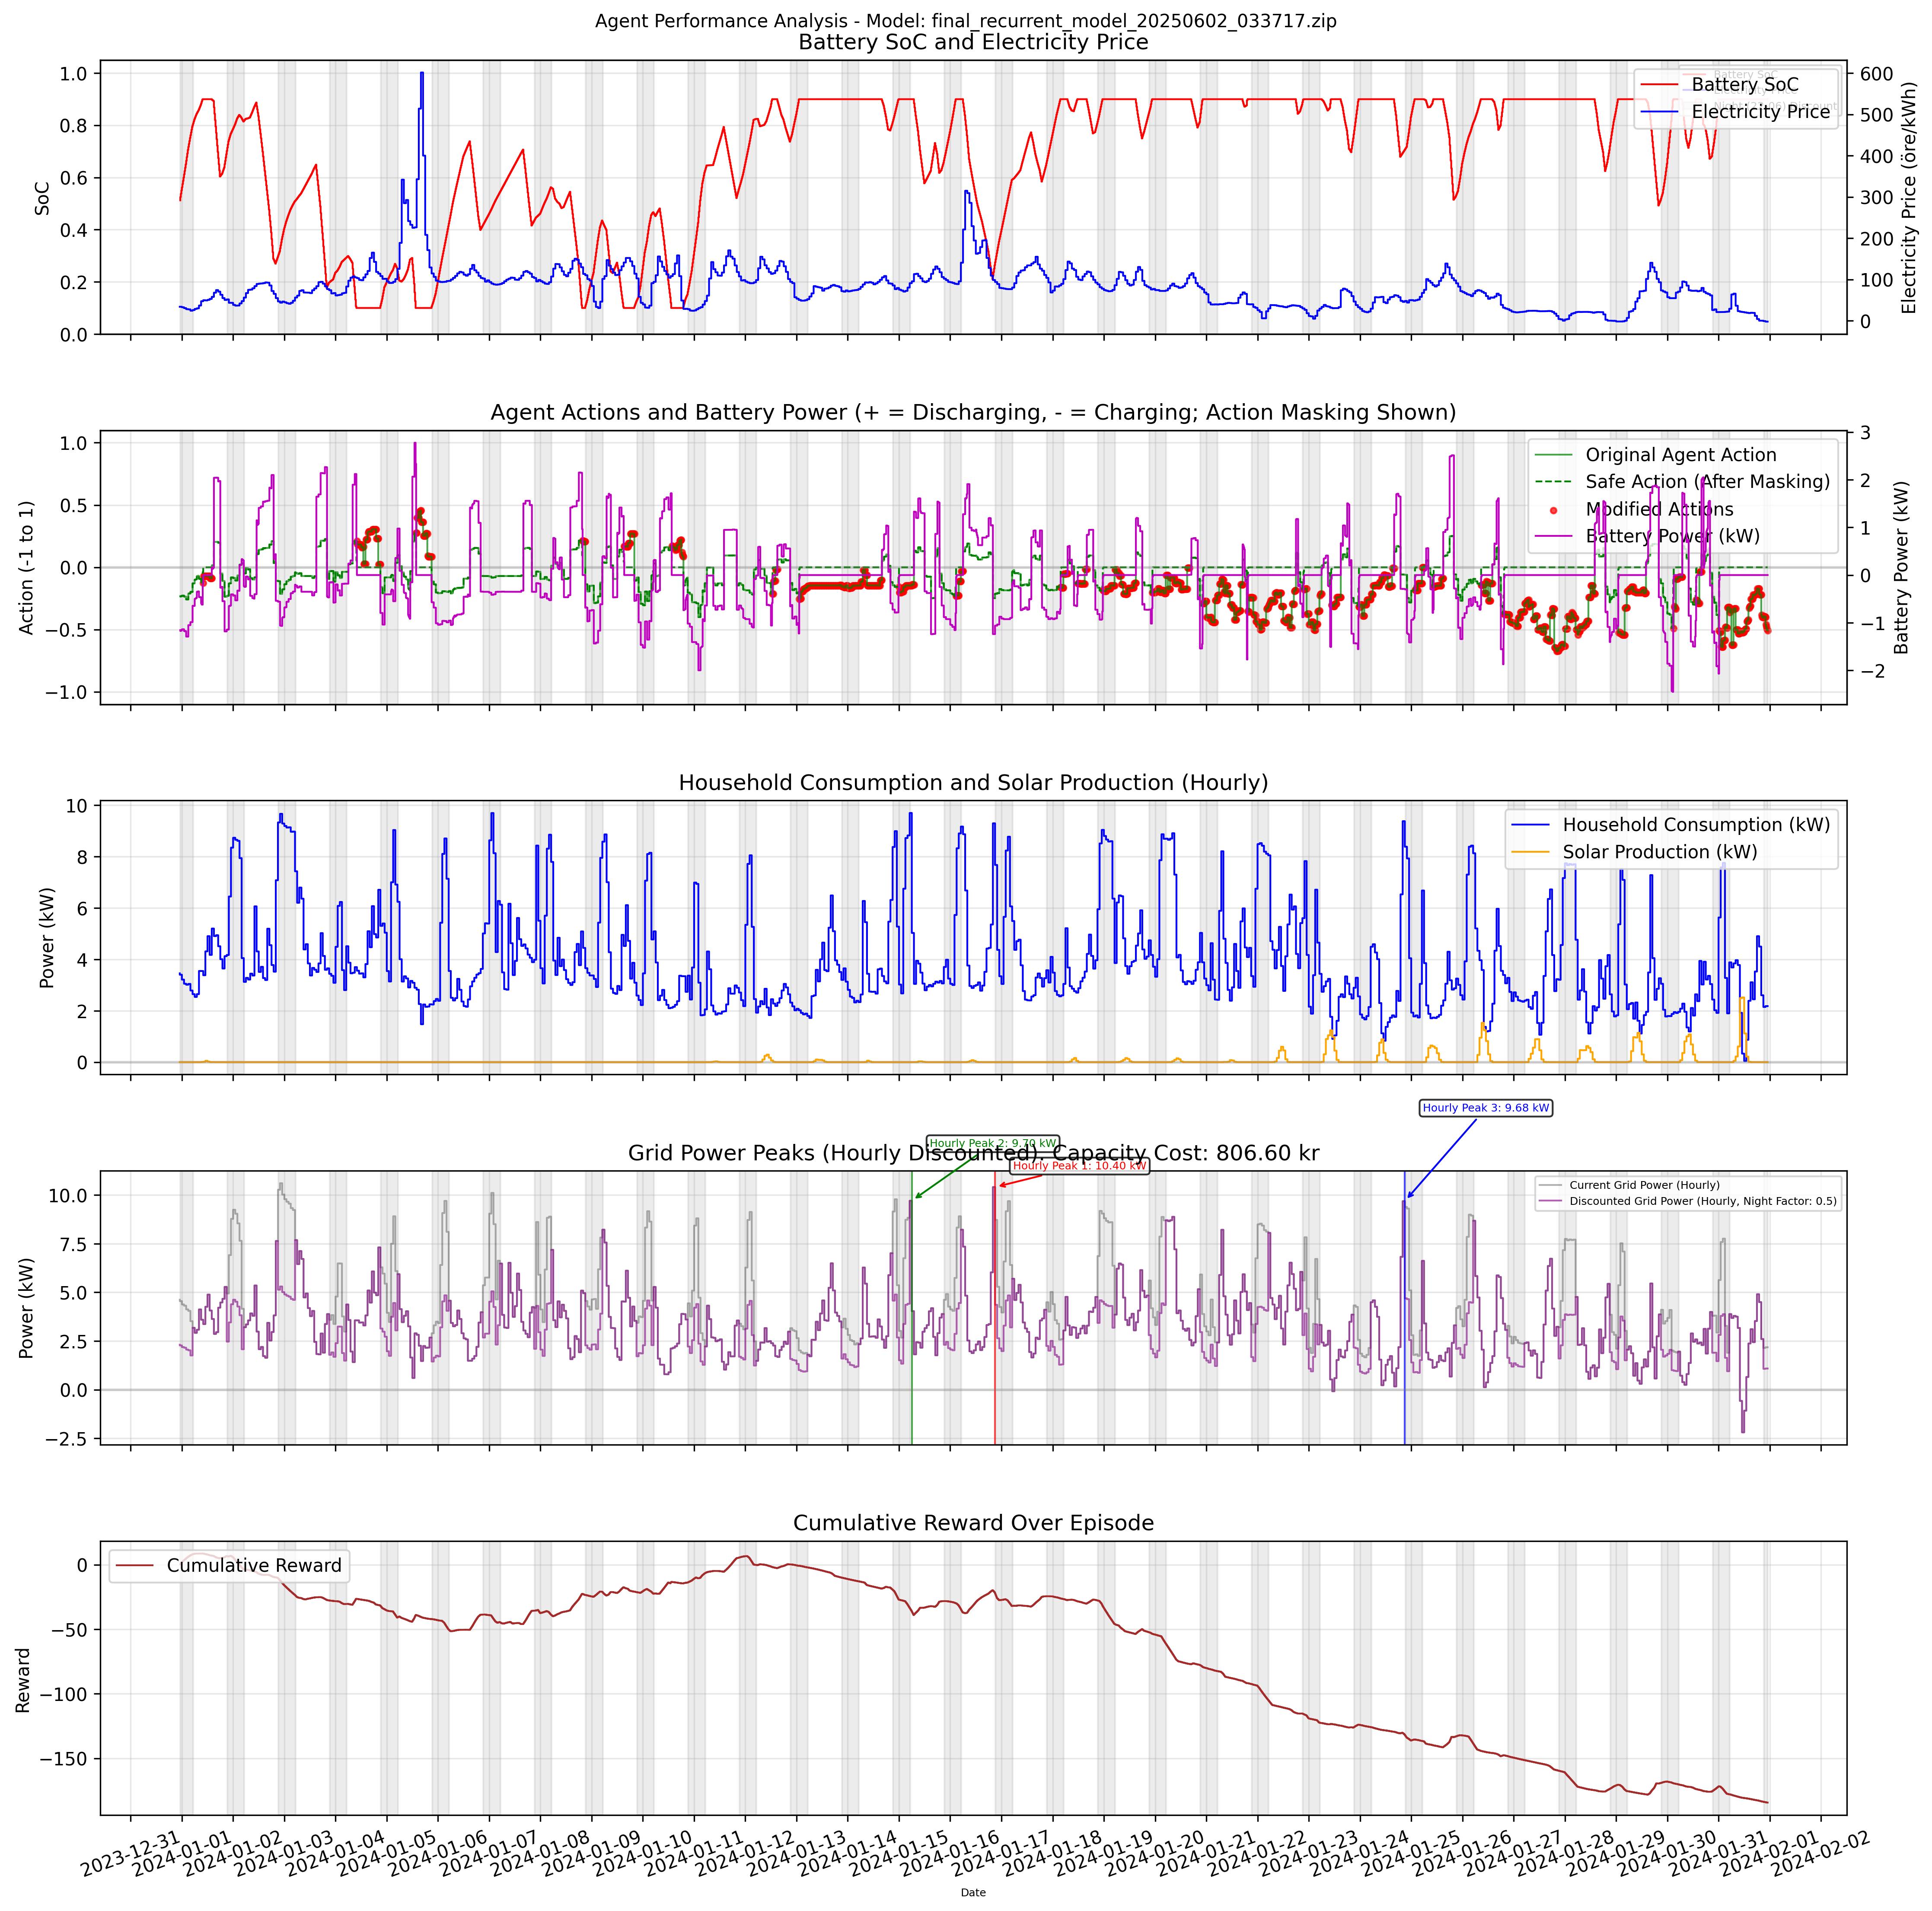 Agent Performance Analysis - Model: final_recurrent_model_20250602_033717.zip
Battery SoC and Electricity Price
1.0
0.8
0.6
0.4
0.2
0.0
SoC
600
500
400
300
200
100
0
Electricity Price (öre/kWh)
Battery SoC
Electricity Price
Agent Actions and Battery Power (+ = Discharging, - = Charging; Action Masking Shown)
1.0
0.5
0.0
−0.5
−1.0
Action (-1 to 1)
3
2
1
0
−1
−2
Battery Power (kW)
Original Agent Action
Safe Action (After Masking)
Modified Actions
Battery Power (kW)
Household Consumption and Solar Production (Hourly)
10
8
6
4
2
0
Power (kW)
Household Consumption (kW)
Solar Production (kW)
Hourly Peak 3: 9.68 kW
Hourly Peak 2: 9.70 kW
Grid Power Peaks (Hourly Discounted). Capacity Cost: 806.60 kr
Hourly Peak 1: 10.40 kW
10.0
7.5
5.0
2.5
0.0
−2.5
Power (kW)
Current Grid Power (Hourly)
Discounted Grid Power (Hourly, Night Factor: 0.5)
Cumulative Reward Over Episode
0
−50
−100
−150
Reward
Cumulative Reward
2023-12-31
2024-01-01
2024-01-02
2024-01-03
2024-01-04
2024-01-05
2024-01-06
2024-01-07
2024-01-08
2024-01-09
2024-01-10
2024-01-11
2024-01-12
2024-01-13
2024-01-14
2024-01-15
2024-01-16
2024-01-17
2024-01-18
2024-01-19
2024-01-20
2024-01-21
2024-01-22
2024-01-23
2024-01-24
2024-01-25
2024-01-26
2024-01-27
2024-01-28
2024-01-29
2024-01-30
2024-01-31
2024-02-01
2024-02-02
Date